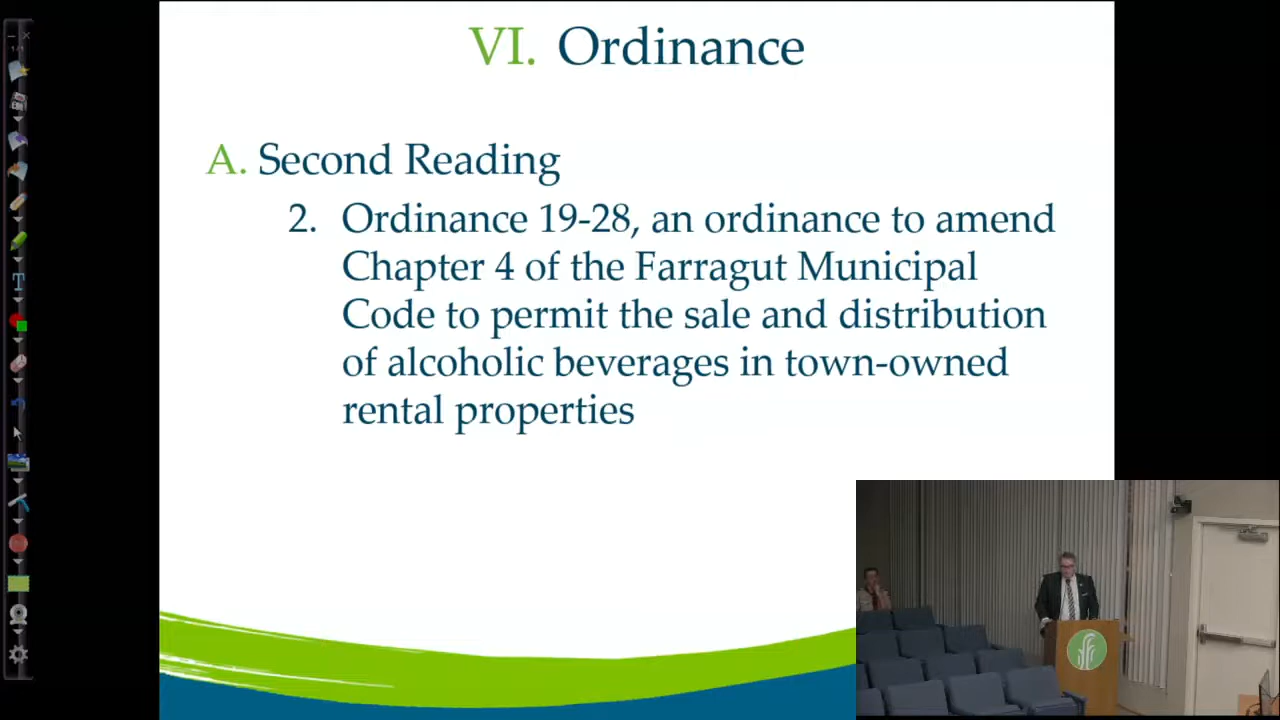 VI. Ordinance
A. Second Reading
2. Ordinance 19-28, an ordinance to amend
Chapter 4 of the Farragut Municipal
Code to permit the sale and distribution
of alcoholic beverages in town-owned
rental properties